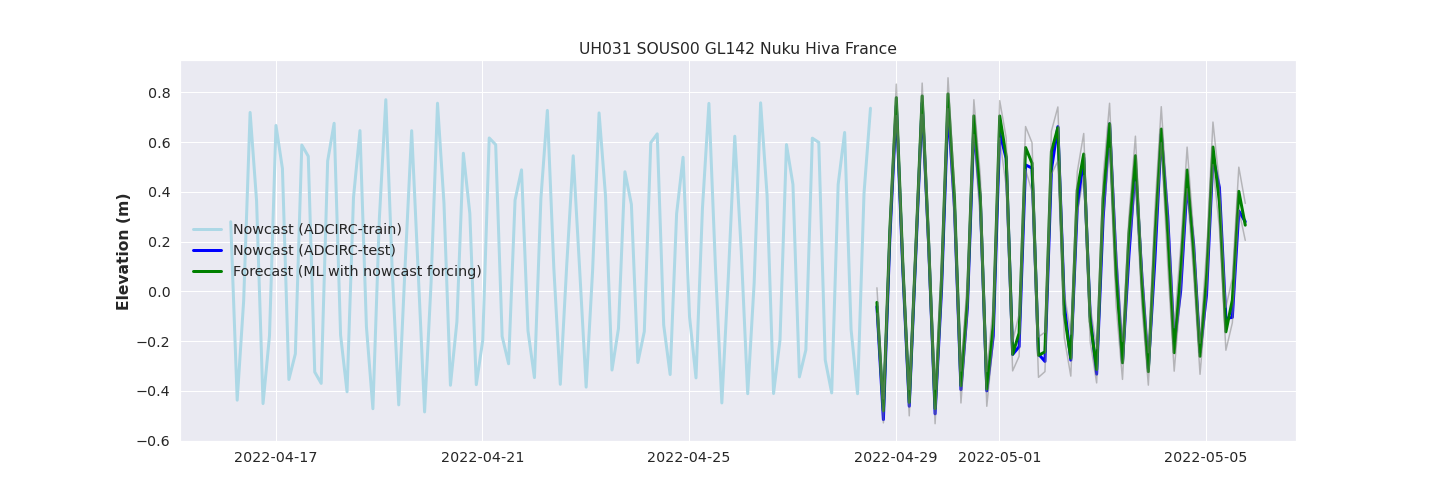 UH031 SOUS00 GL142 Nuku Hiva France
Elevation (m)
0.8
0.6
0.4
0.2
0.0
−0.2
−0.4
−0.6
Nowcast (ADCIRC-train)
Nowcast (ADCIRC-test)
Forecast (ML with nowcast forcing)
2022-04-17 2022-04-21 2022-04-25 2022-04-29 2022-05-01 2022-05-05